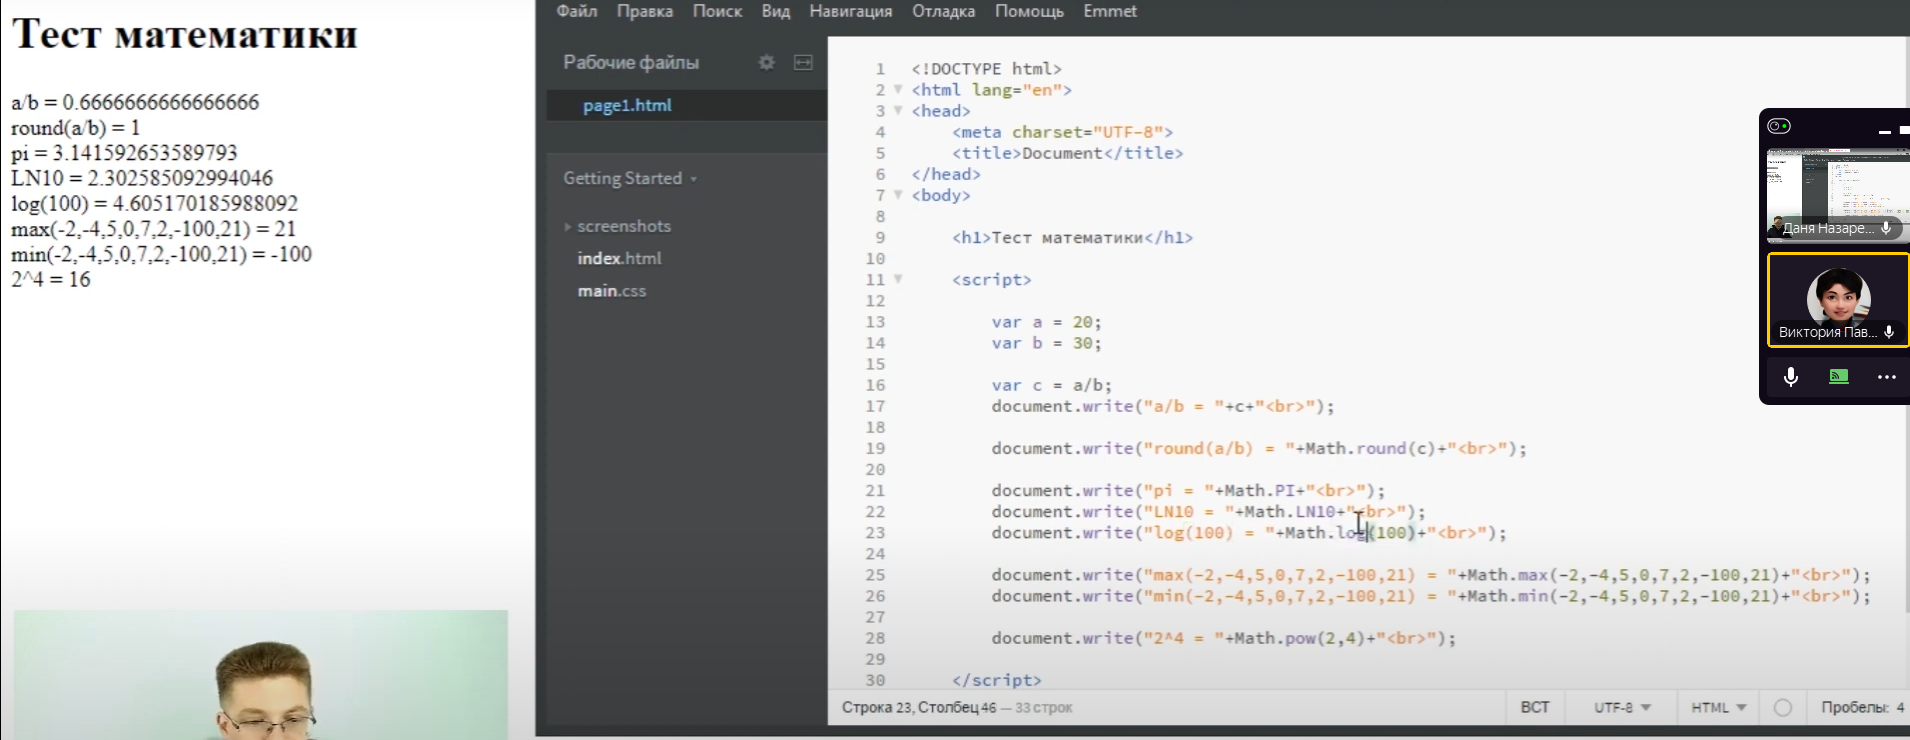 Тест математики
a/b = 0.6666666666666666
round(a/b) = 1
pi = 3.141592653589793
LN10 = 2.302585092994046
log(100) = 4.605170185988092
max(-2,-4,5,0,7,2,-100,21) = 21
min(-2,-4,5,0,7,2,-100,21) = -100
2^4 = 16
Файл Правка Поиск Вид Навигация Отладка Помощь Emmet
Рабочие файлы
page1.html
Getting Started
screenshots
index.html
main.css
1 <!DOCTYPE html>
2 <html lang="en">
3 <head>
4 <meta charset="UTF-8">
5 <title>Document</title>
6 </head>
7 <body>
8
9 <h1>Тест математики</h1>
10
11 <script>
12
13 var a = 20;
14 var b = 30;
15
16 var c = a/b;
17 document.write("a/b = "+c+"<br>");
18
19 document.write("round(a/b) = "+Math.round(c)+"<br>");
20
21 document.write("pi = "+Math.PI+"<br>");
22 document.write("LN10 = "+Math.LN10+"<br>");
23 document.write("log(100) = "+Math.log(100)+"<br>");
24
25 document.write("max(-2,-4,5,0,7,2,-100,21) = "+Math.max(-2,-4,5,0,7,2,-100,21)+"<br>");
26 document.write("min(-2,-4,5,0,7,2,-100,21) = "+Math.min(-2,-4,5,0,7,2,-100,21)+"<br>");
27
28 document.write("2^4 = "+Math.pow(2,4)+"<br>");
29
30 </script>
Строка 23, Столбец 46 — 33 строк ВСТ UTF-8 HTML Пробелы: 4
Даня Назаре...
Виктория Пав...